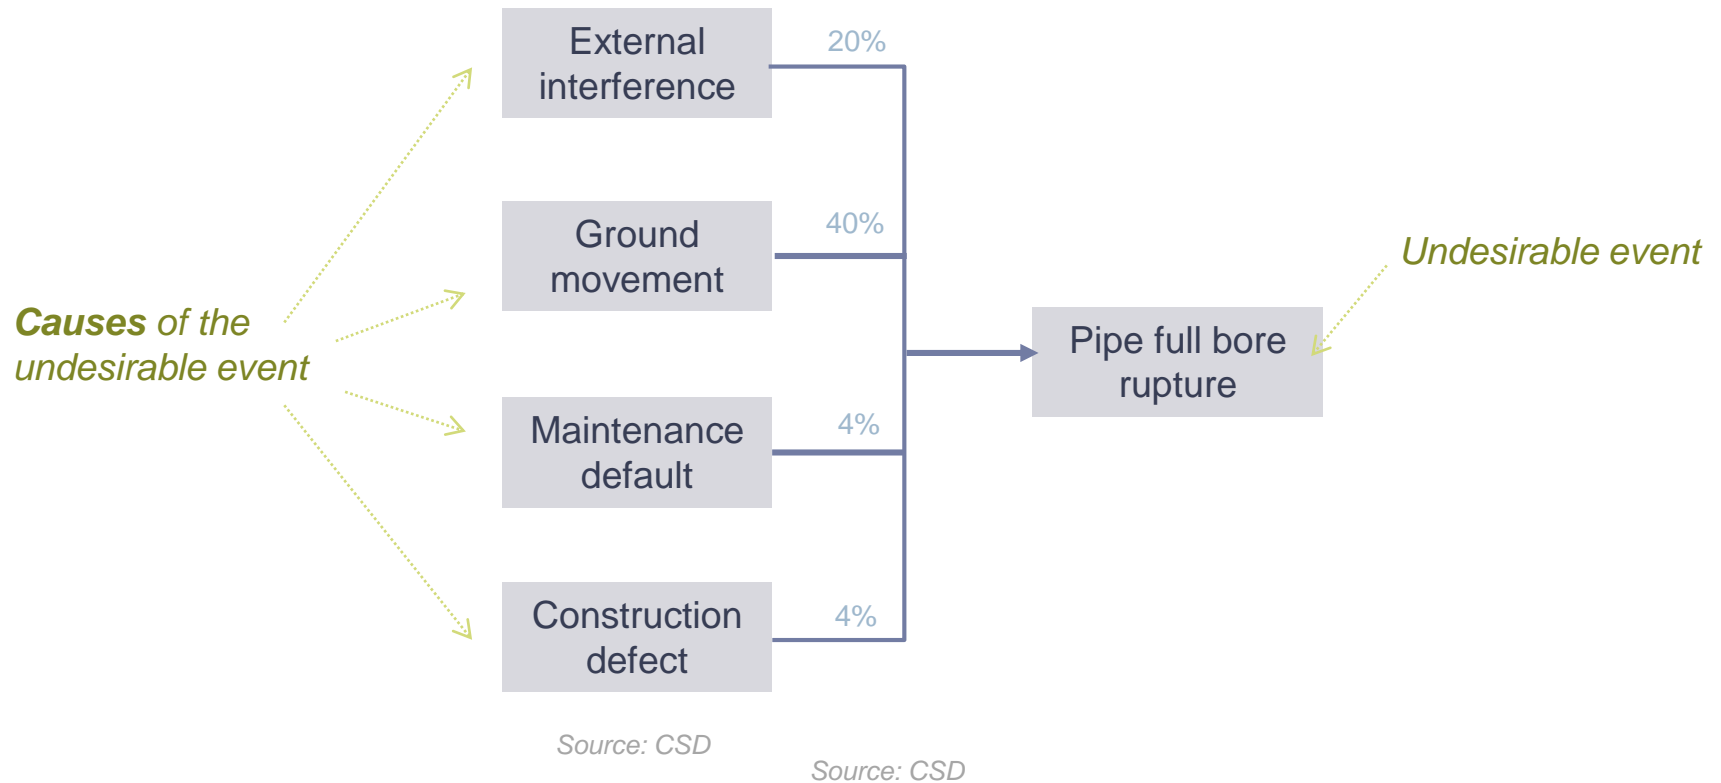 External
interference
20%
Ground
movement
40%
Undesirable event
Causes of the
undesirable event
Pipe full bore
rupture
Maintenance
default
4%
Construction
defect
4%
Source: CSD
Source: CSD